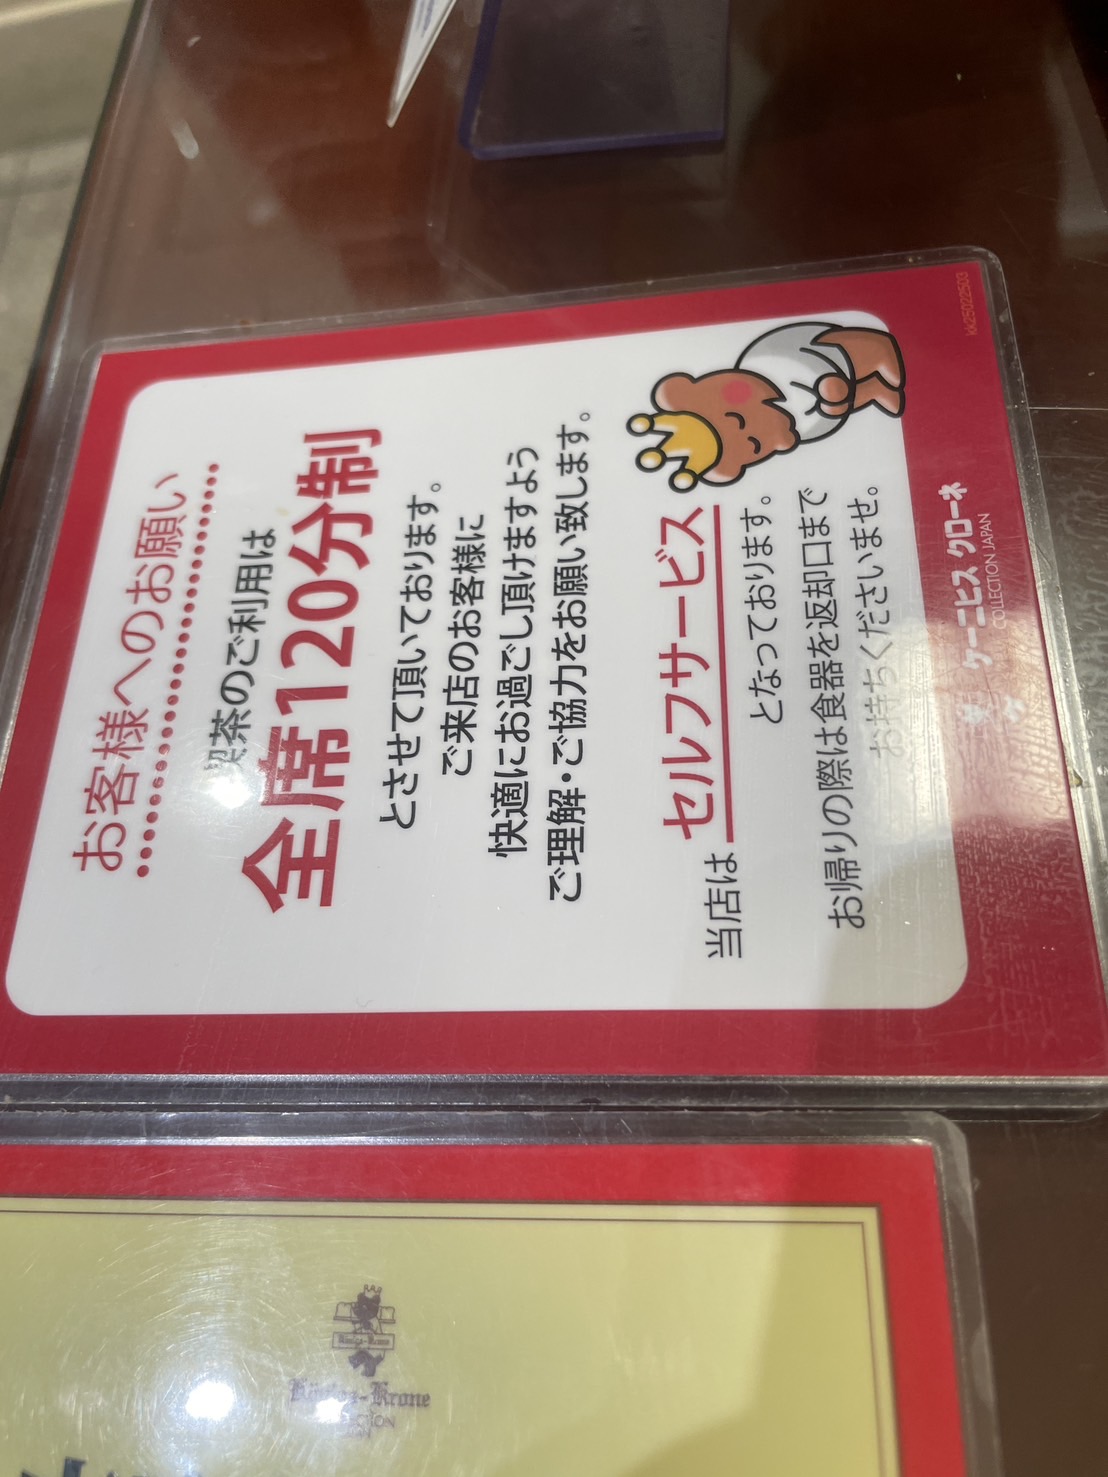 お客様へのお願い
喫茶のご利用は
全席120分制
とさせて頂いております。
ご来店のお客様に
快適にお過ごし頂けますよう
ご理解・ご協力をお願い致します。
当店は セルフサービス
となっております。
お帰りの際は食器を返却口まで
お持ちくださいませ。
ケーニヒス クローネ
COLLECTION JAPAN
kk25022503
Königs-Krone